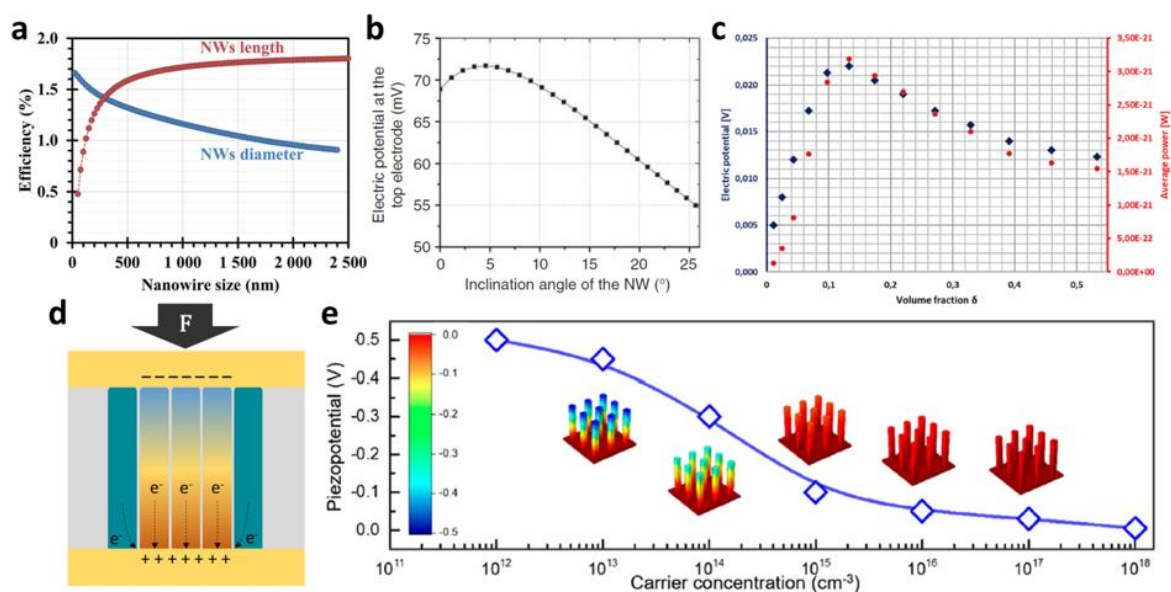 a
2.0
1.5
1.0
0.5
0
Efficiency (%)
NWs length
NWs diameter
0 500 1 000 1 500 2 000 2 500
Nanowire size (nm)
b
75
70
65
60
55
50
Electric potential at the
top electrode (mV)
0 5 10 15 20 25
Inclination angle of the NW (°)
c
0,025
0,020
0,015
0,010
0,005
0,000
Electric potential [V]
3,50E-21
3,00E-21
2,50E-21
2,00E-21
1,50E-21
1,00E-21
5,00E-22
0,00E+00
Average power [W]
0 0,1 0,2 0,3 0,4 0,5
Volume fraction δ
d
F
− − − − − − −
e⁻ e⁻ e⁻
e⁻ e⁻
+ + + + + + +
e
-0.5
-0.4
-0.3
-0.2
-0.1
0.0
Piezopotential (V)
0.0
-0.1
-0.2
-0.3
-0.4
-0.5
10¹¹ 10¹² 10¹³ 10¹⁴ 10¹⁵ 10¹⁶ 10¹⁷ 10¹⁸
Carrier concentration (cm⁻³)